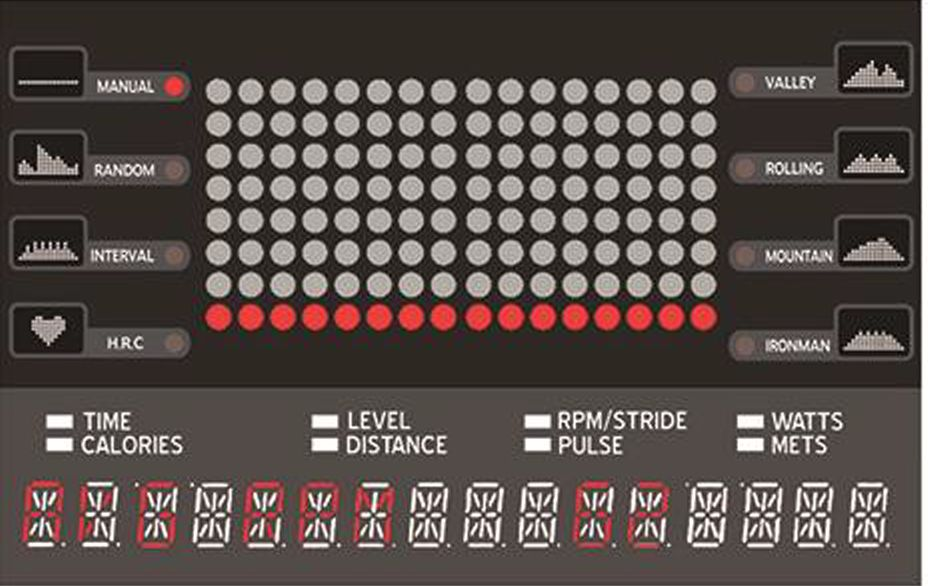 MANUAL VALLEY
RANDOM ROLLING
INTERVAL MOUNTAIN
H.R.C IRONMAN
TIME LEVEL RPM/STRIDE WATTS
CALORIES DISTANCE PULSE METS